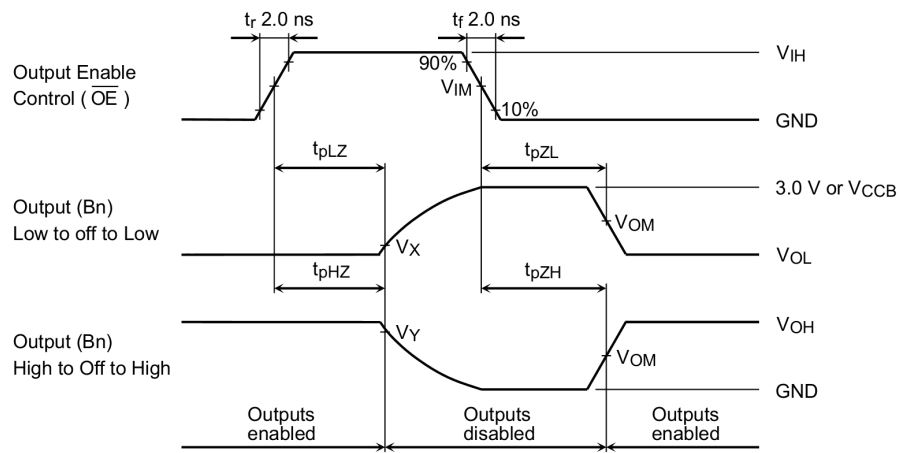 tr 2.0 ns
tf 2.0 ns
Output Enable
Control ( OE )
90%
VIM
10%
VIH
GND
tpLZ
tpZL
Output (Bn)
Low to off to Low
VX
VOM
3.0 V or VCCB
VOL
tpHZ
tpZH
Output (Bn)
High to Off to High
VY
VOM
VOH
GND
Outputs
enabled
Outputs
disabled
Outputs
enabled